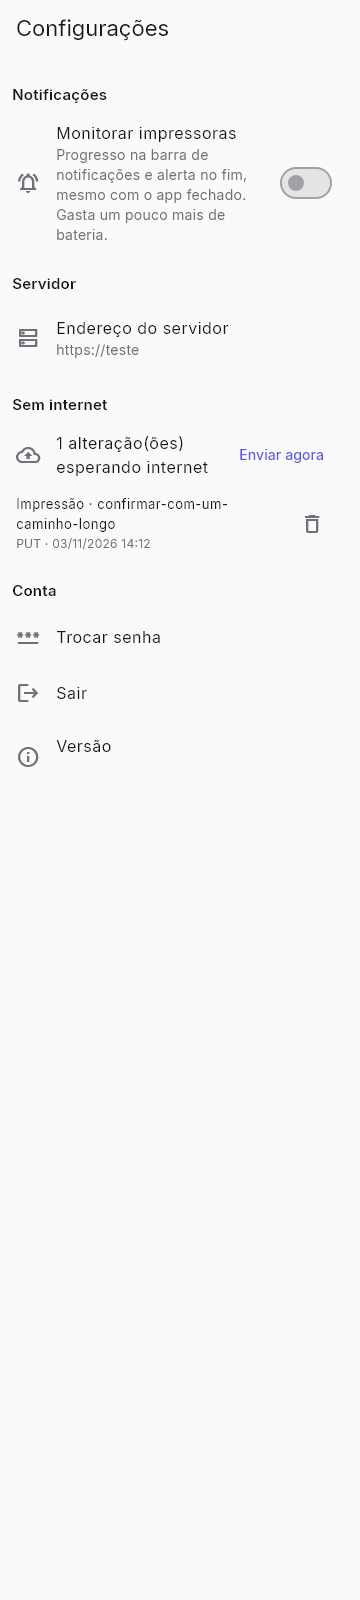 Configurações
Notificações
Monitorar impressoras
Progresso na barra de
notificações e alerta no fim,
mesmo com o app fechado.
Gasta um pouco mais de
bateria.
Servidor
Endereço do servidor
https://teste
Sem internet
1 alteração(ões)
esperando internet
Enviar agora
Impressão · confirmar-com-um-
caminho-longo
PUT · 03/11/2026 14:12
Conta
Trocar senha
Sair
Versão